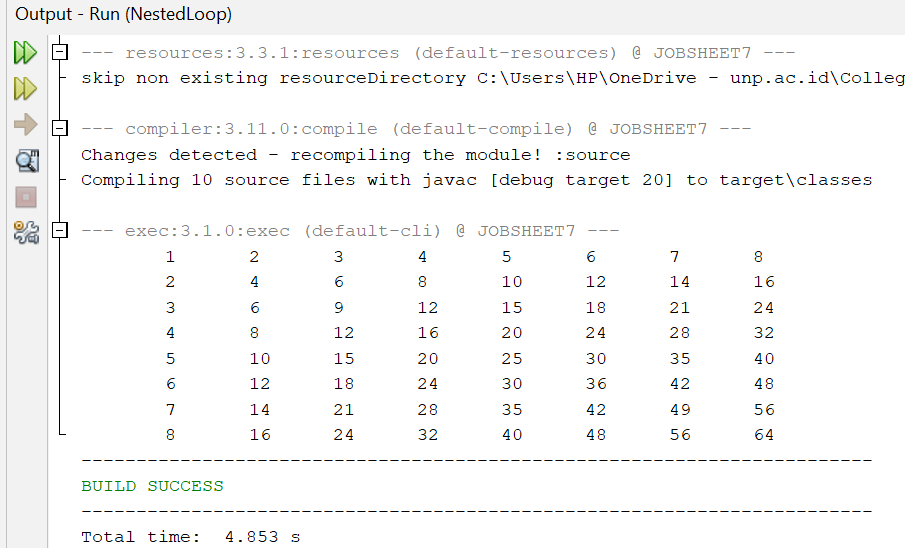 Output - Run (NestedLoop)
--- resources:3.3.1:resources (default-resources) @ JOBSHEET7 ---
skip non existing resourceDirectory C:\Users\HP\OneDrive - unp.ac.id\Colleg
--- compiler:3.11.0:compile (default-compile) @ JOBSHEET7 ---
Changes detected - recompiling the module! :source
Compiling 10 source files with javac [debug target 20] to target\classes
--- exec:3.1.0:exec (default-cli) @ JOBSHEET7 ---
1 2 3 4 5 6 7 8
2 4 6 8 10 12 14 16
3 6 9 12 15 18 21 24
4 8 12 16 20 24 28 32
5 10 15 20 25 30 35 40
6 12 18 24 30 36 42 48
7 14 21 28 35 42 49 56
8 16 24 32 40 48 56 64
------------------------------------------------------------------------
BUILD SUCCESS
------------------------------------------------------------------------
Total time:  4.853 s